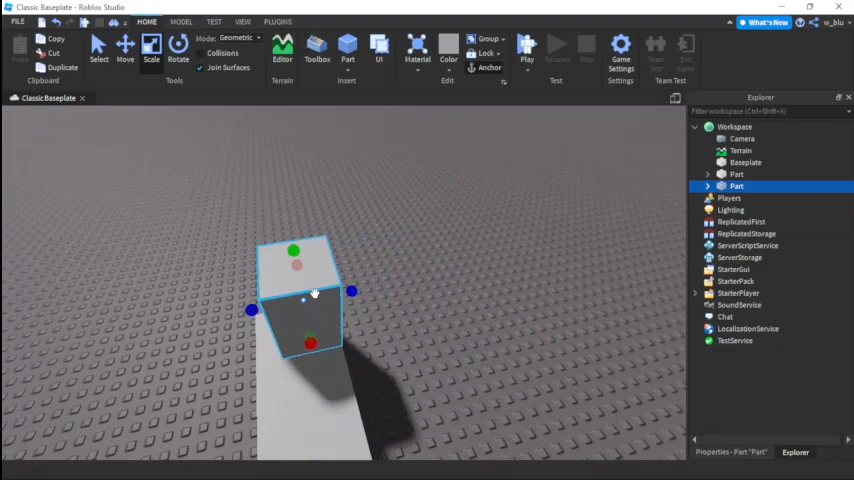 Classic Baseplate - Roblox Studio
FILE
HOME MODEL TEST VIEW PLUGINS
What's New
w_blu
Paste
Copy
Cut
Duplicate
Clipboard
Select
Move
Scale
Rotate
Mode: Geometric
Collisions
Join Surfaces
Tools
Editor
Terrain
Toolbox
Part
UI
Insert
Material
Color
Group
Lock
Anchor
Edit
Play
Resume
Stop
Test
Game
Settings
Settings
Team
Test
Exit
Game
Team Test
Classic Baseplate
Explorer
Filter workspace (Ctrl+Shift+X)
Workspace
Camera
Terrain
Baseplate
Part
Part
Players
Lighting
ReplicatedFirst
ReplicatedStorage
ServerScriptService
ServerStorage
StarterGui
StarterPack
StarterPlayer
SoundService
Chat
LocalizationService
TestService
Properties - Part "Part"
Explorer